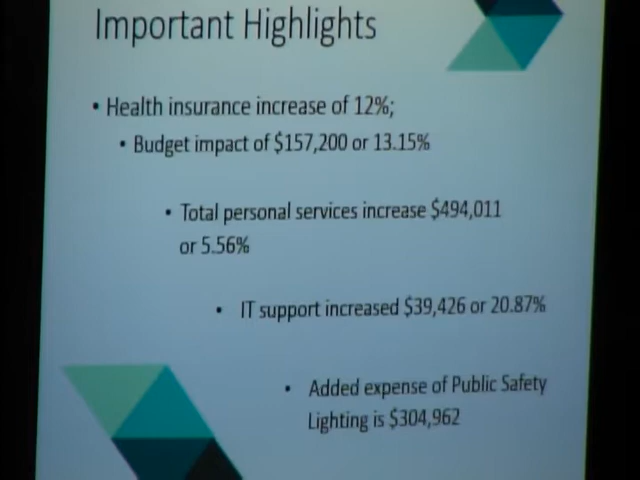 Important Highlights
• Health insurance increase of 12%;
• Budget impact of $157,200 or 13.15%
• Total personal services increase $494,011
or 5.56%
• IT support increased $39,426 or 20.87%
• Added expense of Public Safety
Lighting is $304,962